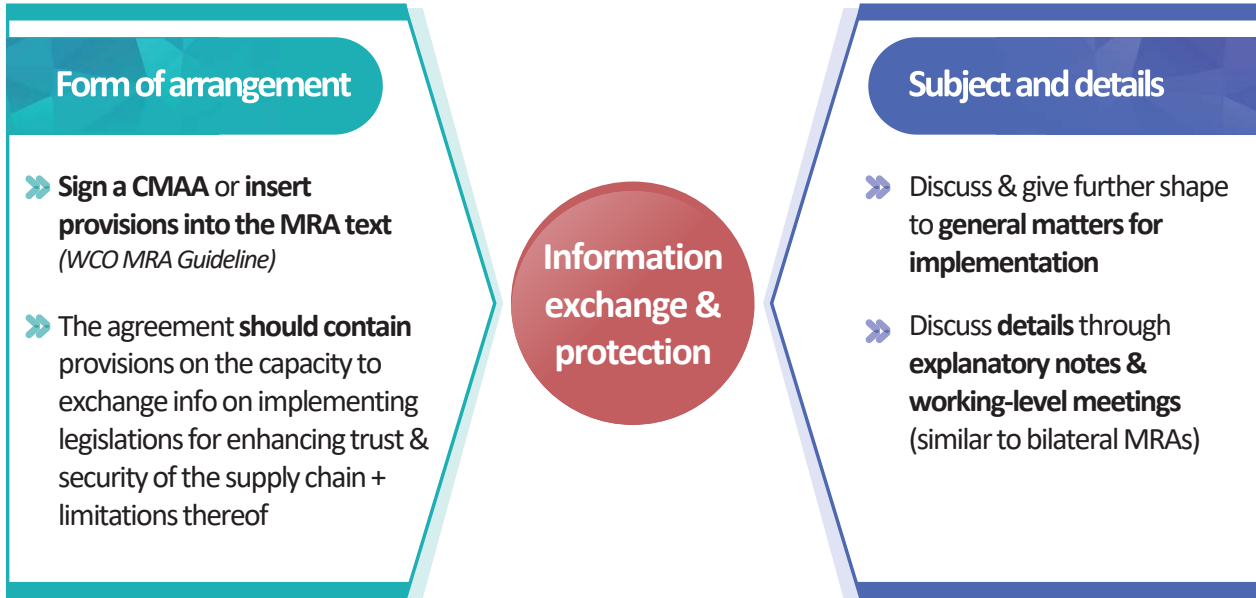 Form of arrangement
Sign a CMAA or insert
provisions into the MRA text
(WCO MRA Guideline)
The agreement should contain
provisions on the capacity to
exchange info on implementing
legislations for enhancing trust &
security of the supply chain +
limitations thereof
Information
exchange &
protection
Subject and details
Discuss & give further shape
to general matters for
implementation
Discuss details through
explanatory notes &
working-level meetings
(similar to bilateral MRAs)